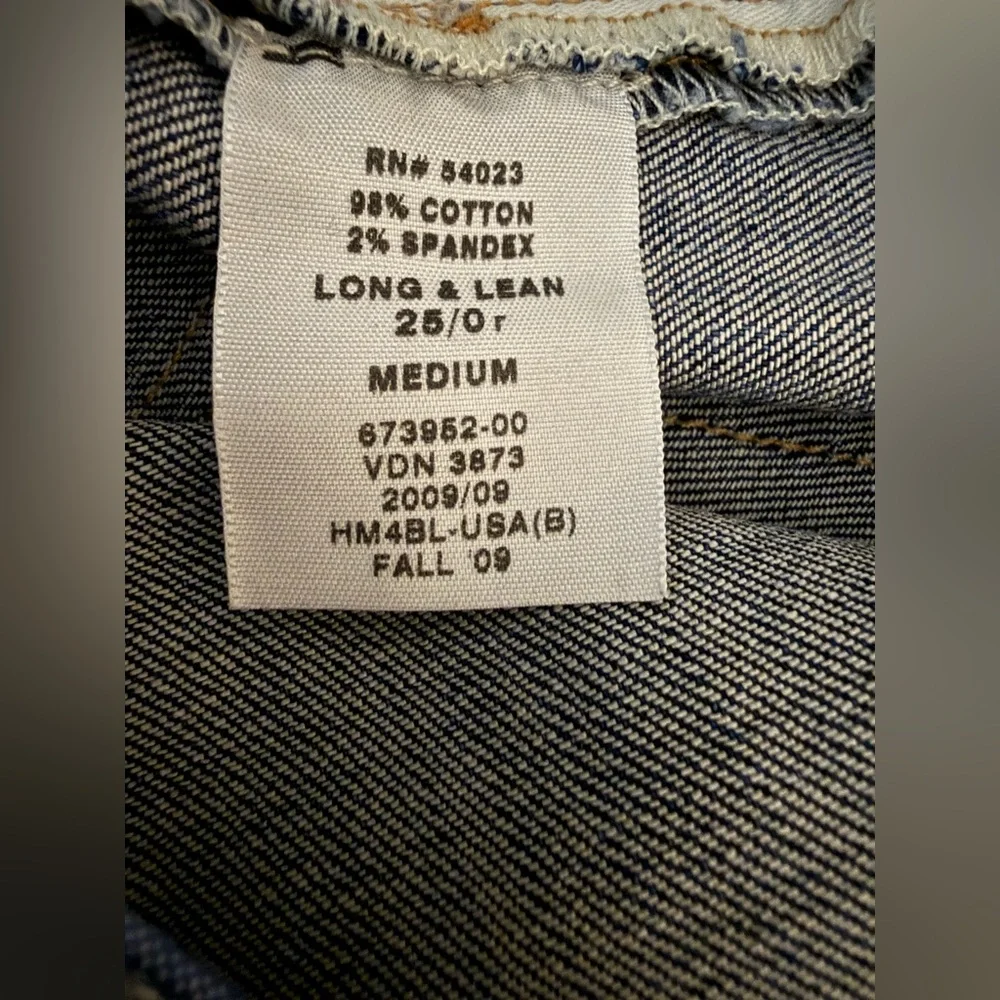 RN# 54023
98% COTTON
2% SPANDEX
LONG & LEAN
25/0 r
MEDIUM
673952-00
VDN 3873
2009/09
HM4BL-USA(B)
FALL '09